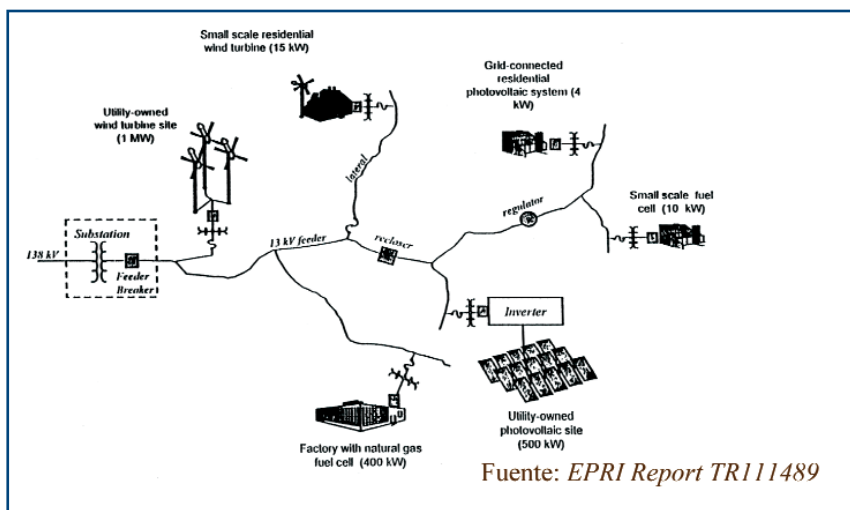 Small scale residential
wind turbine (15 kW)
Grid-connected
residential
photovoltaic system (4
kW)
Utility-owned
wind turbine site
(1 MW)
lateral
Small scale fuel
cell (10 kW)
regulator
Substation
138 kV
Feeder
Breaker
13 kV feeder
recloser
Inverter
Utility-owned
photovoltaic site
(500 kW)
Factory with natural gas
fuel cell (400 kW)
Fuente: EPRI Report TR111489